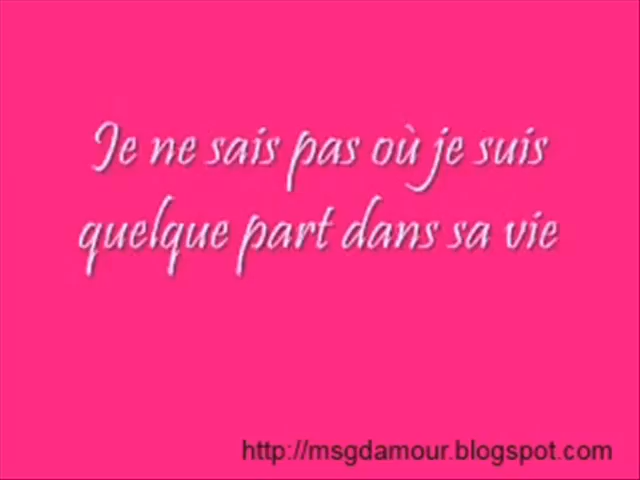 Je ne sais pas où je suis
quelque part dans sa vie
http://msgdamour.blogspot.com